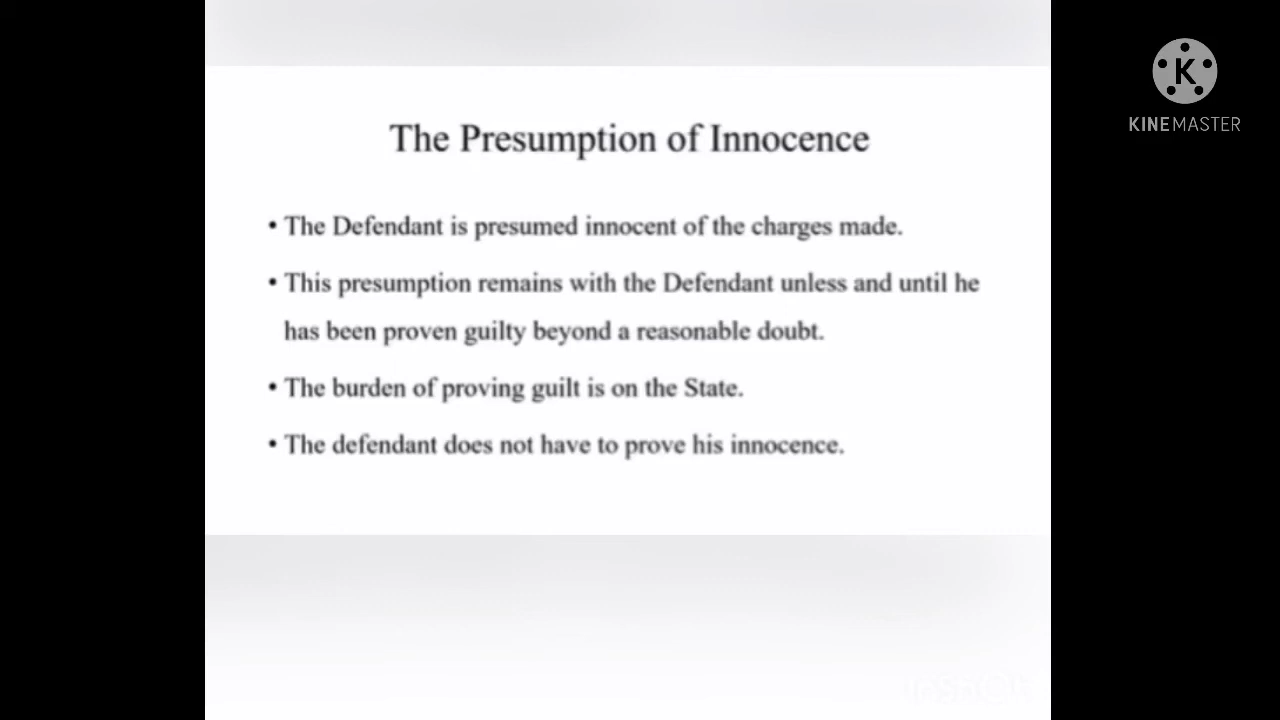 The Presumption of Innocence
• The Defendant is presumed innocent of the charges made.
• This presumption remains with the Defendant unless and until he
has been proven guilty beyond a reasonable doubt.
• The burden of proving guilt is on the State.
• The defendant does not have to prove his innocence.
K
KINEMASTER